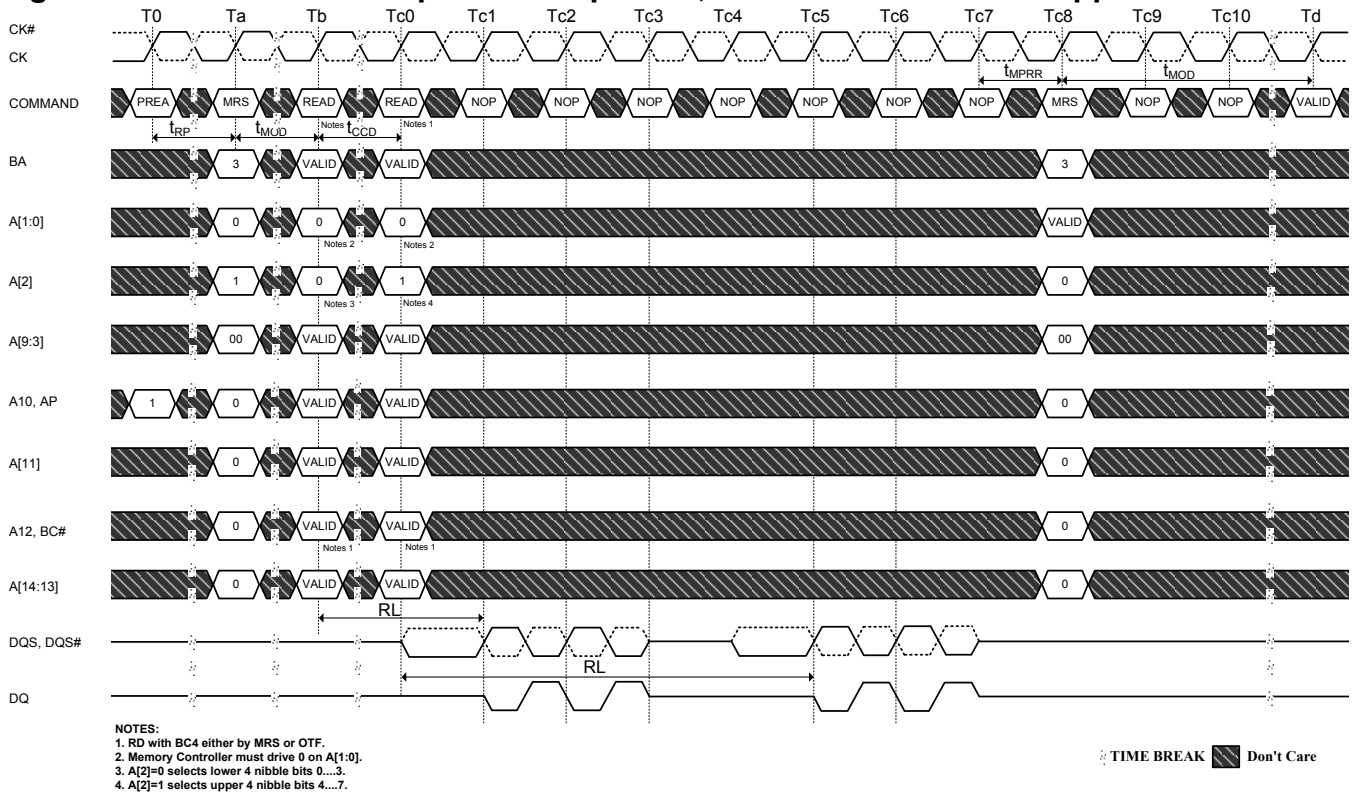 T0 Ta Tb Tc0 Tc1 Tc2 Tc3 Tc4 Tc5 Tc6 Tc7 Tc8 Tc9 Tc10 Td
CK#
CK
tMPRR tMOD
COMMAND PREA MRS READ READ NOP NOP NOP NOP NOP NOP NOP MRS NOP NOP VALID
Notes 1 Notes 1
tRP tMOD tCCD
BA 3 VALID VALID 3
A[1:0] 0 0 0 VALID
Notes 2 Notes 2
A[2] 1 0 1 0
Notes 3 Notes 4
A[9:3] 00 VALID VALID 00
A10, AP 1 0 VALID VALID 0
A[11] 0 VALID VALID 0
A12, BC# 0 VALID VALID 0
Notes 1 Notes 1
A[14:13] 0 VALID VALID 0
RL
DQS, DQS#
RL
DQ
NOTES:
1. RD with BC4 either by MRS or OTF.
2. Memory Controller must drive 0 on A[1:0].
3. A[2]=0 selects lower 4 nibble bits 0....3.
4. A[2]=1 selects upper 4 nibble bits 4....7.
TIME BREAK Don't Care